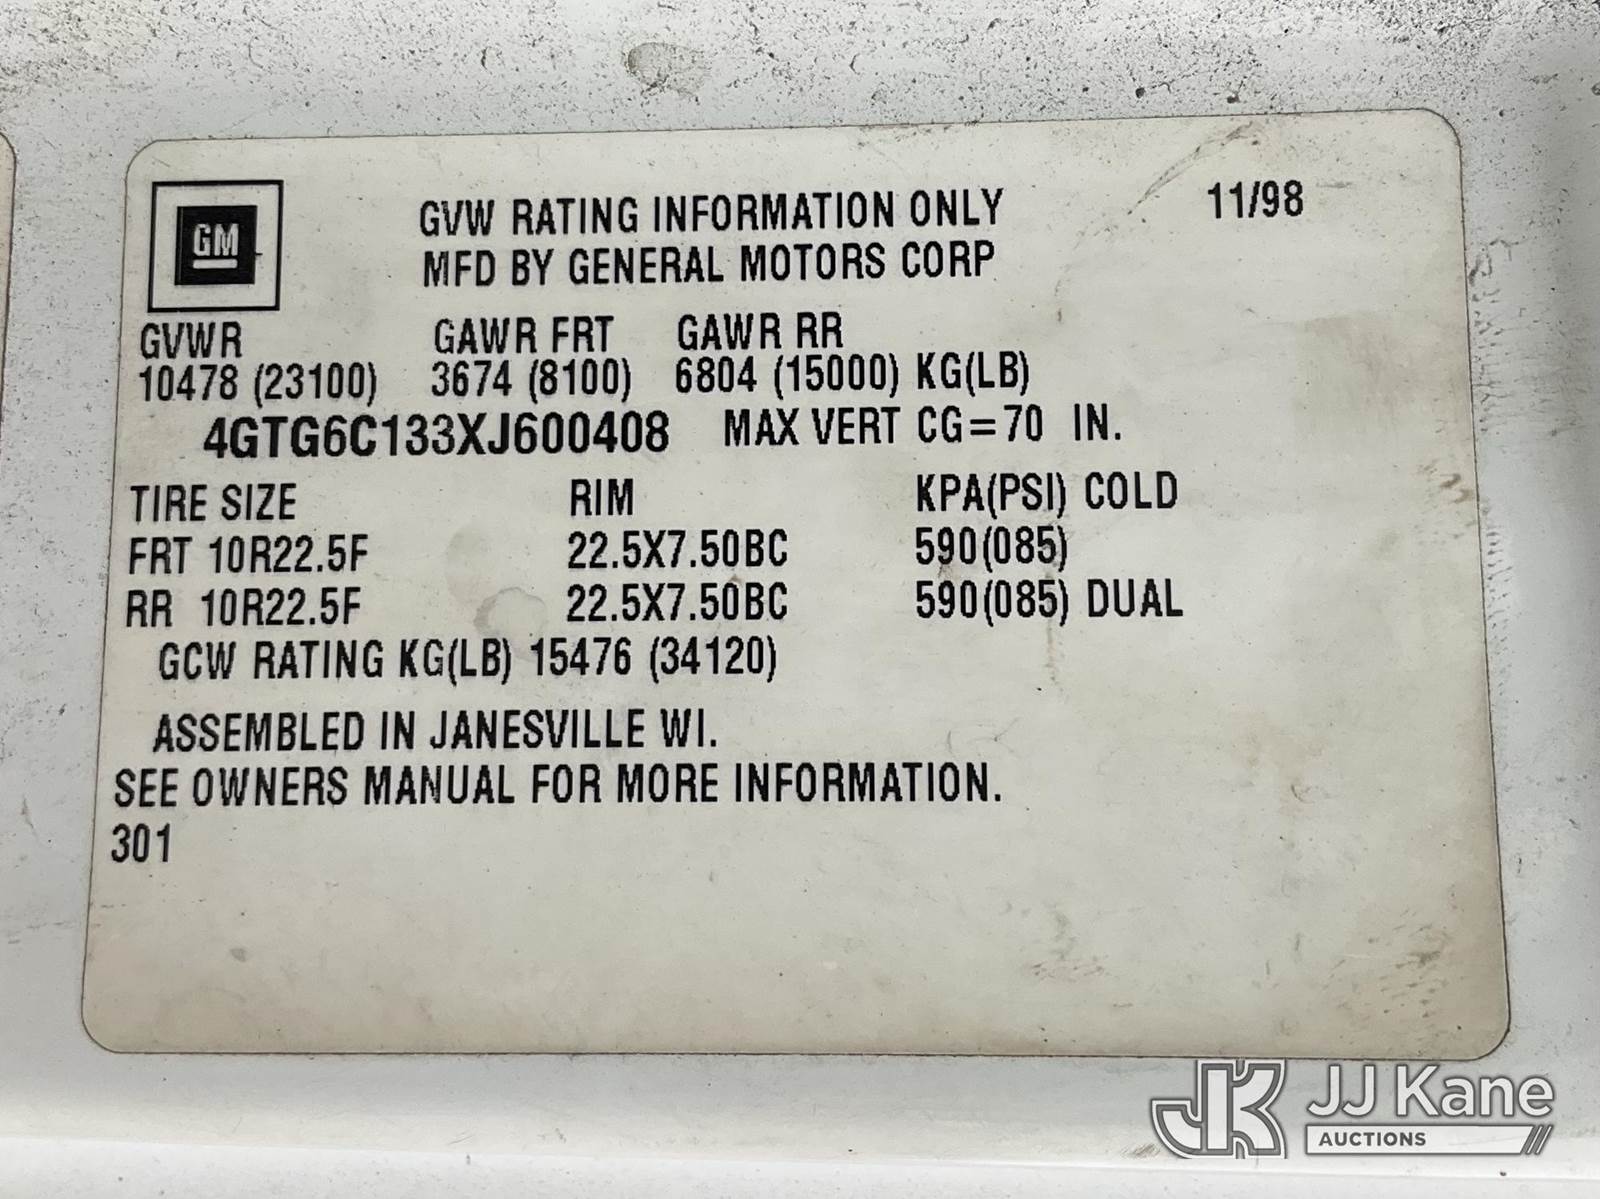 GM
GVW RATING INFORMATION ONLY 11/98
MFD BY GENERAL MOTORS CORP
GVWR GAWR FRT GAWR RR
10478 (23100) 3674 (8100) 6804 (15000) KG(LB)
4GTG6C133XJ600408 MAX VERT CG=70 IN.
TIRE SIZE RIM KPA(PSI) COLD
FRT 10R22.5F 22.5X7.50BC 590(085)
RR 10R22.5F 22.5X7.50BC 590(085) DUAL
GCW RATING KG(LB) 15476 (34120)
ASSEMBLED IN JANESVILLE WI.
SEE OWNERS MANUAL FOR MORE INFORMATION.
301
JK JJ Kane
AUCTIONS